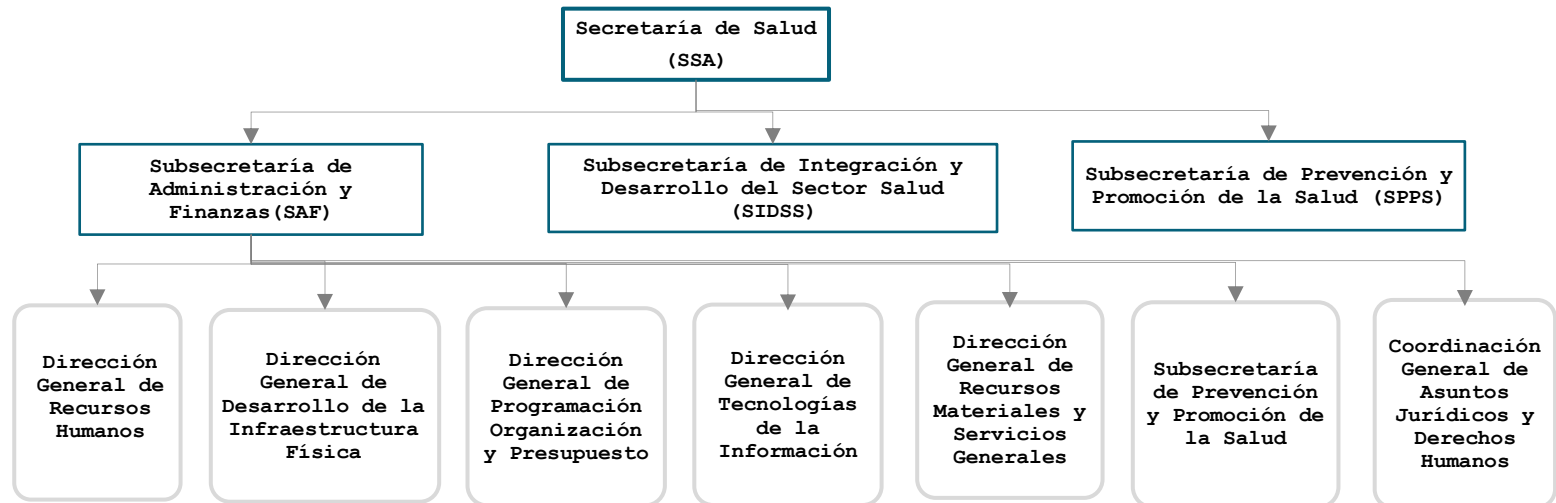 Secretaría de Salud
(SSA)
Subsecretaría de
Administración y
Finanzas(SAF)
Subsecretaría de Integración y
Desarrollo del Sector Salud
(SIDSS)
Subsecretaría de Prevención y
Promoción de la Salud (SPPS)
Dirección
General de
Recursos
Humanos
Dirección
General de
Desarrollo de la
Infraestructura
Física
Dirección
General de
Programación
Organización
y Presupuesto
Dirección
General de
Tecnologías
de la
Información
Dirección
General de
Recursos
Materiales y
Servicios
Generales
Subsecretaría
de Prevención
y Promoción de
la Salud
Coordinación
General de
Asuntos
Jurídicos y
Derechos
Humanos